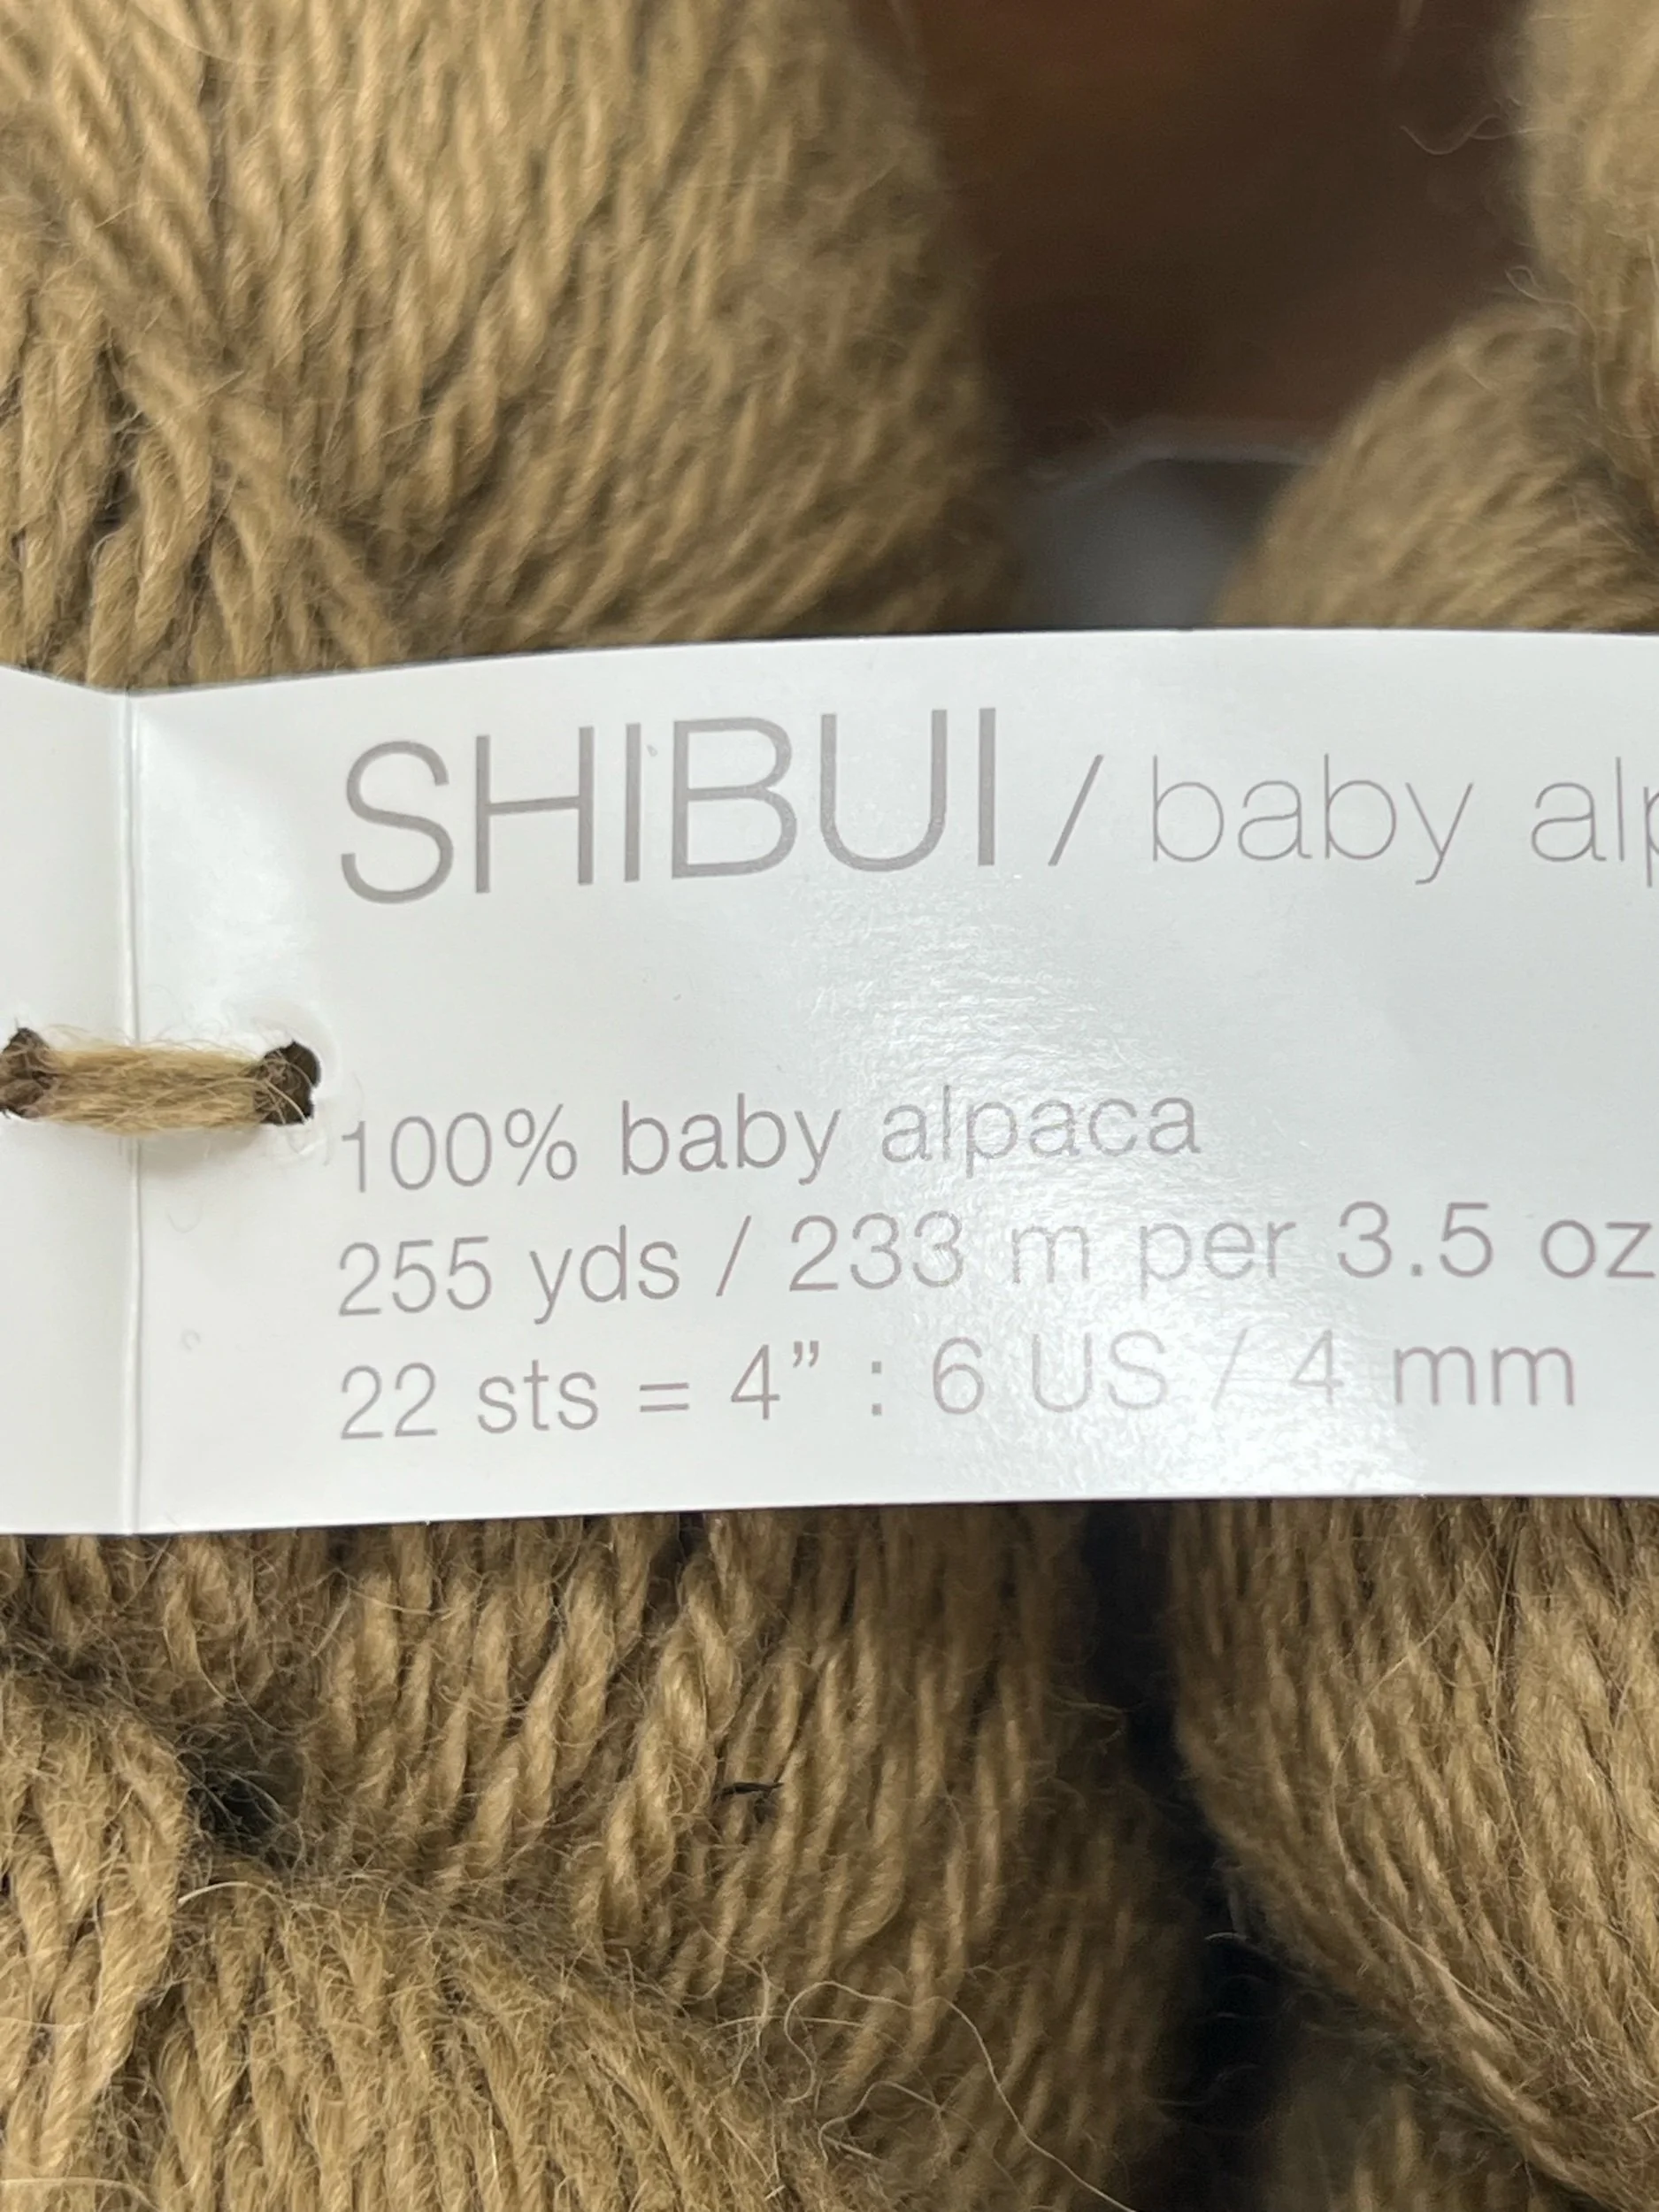 SHIBUI / baby alp
100% baby alpaca
255 yds / 233 m per 3.5 oz
22 sts = 4” : 6 US / 4 mm